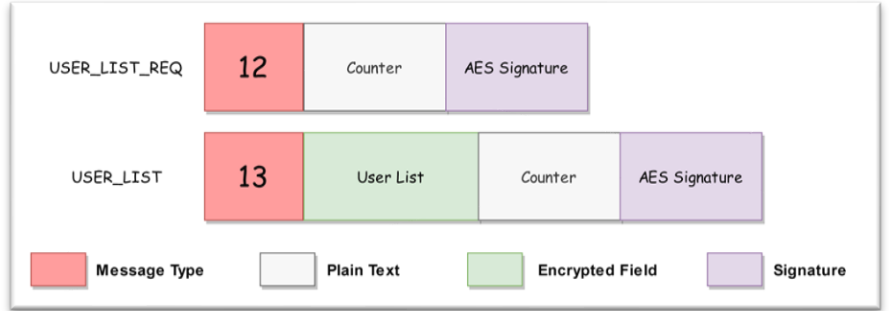 USER_LIST_REQ 12 Counter AES Signature
USER_LIST 13 User List Counter AES Signature
Message Type Plain Text Encrypted Field Signature